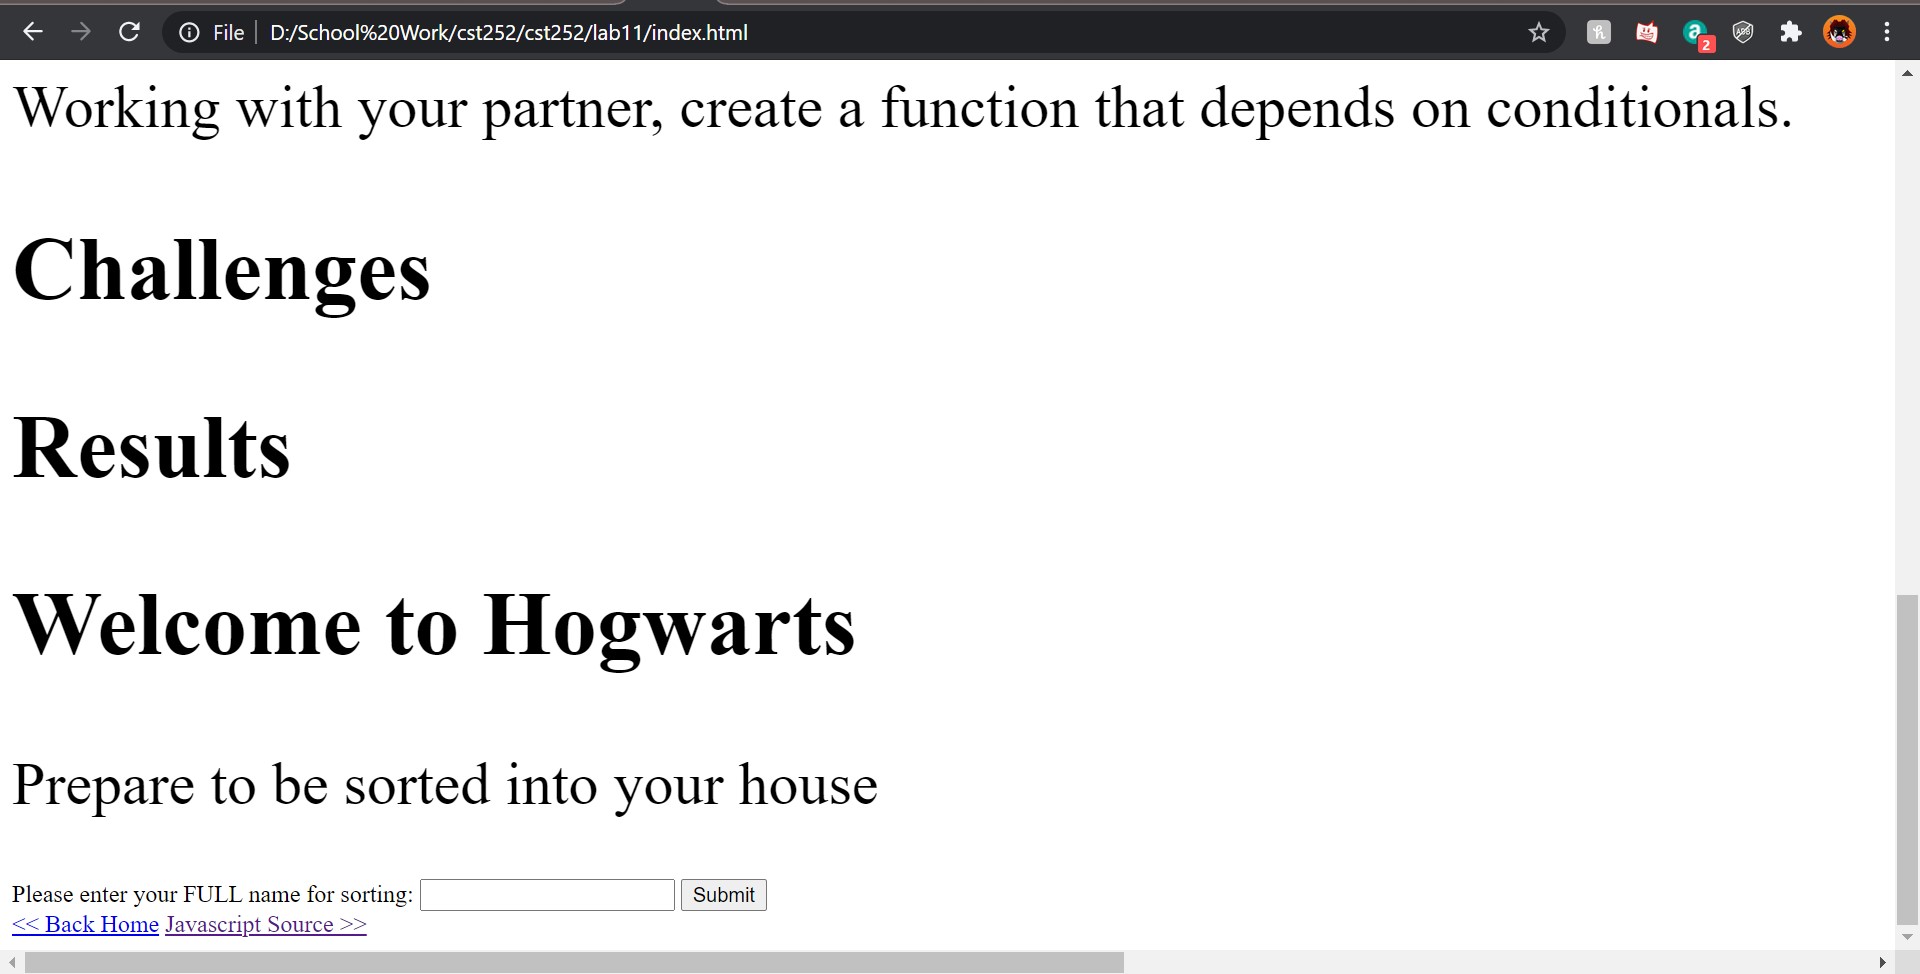 File D:/School%20Work/cst252/cst252/lab11/index.html
2
Working with your partner, create a function that depends on conditionals.
Challenges
Results
Welcome to Hogwarts
Prepare to be sorted into your house
Please enter your FULL name for sorting: Submit
<< Back Home Javascript Source >>